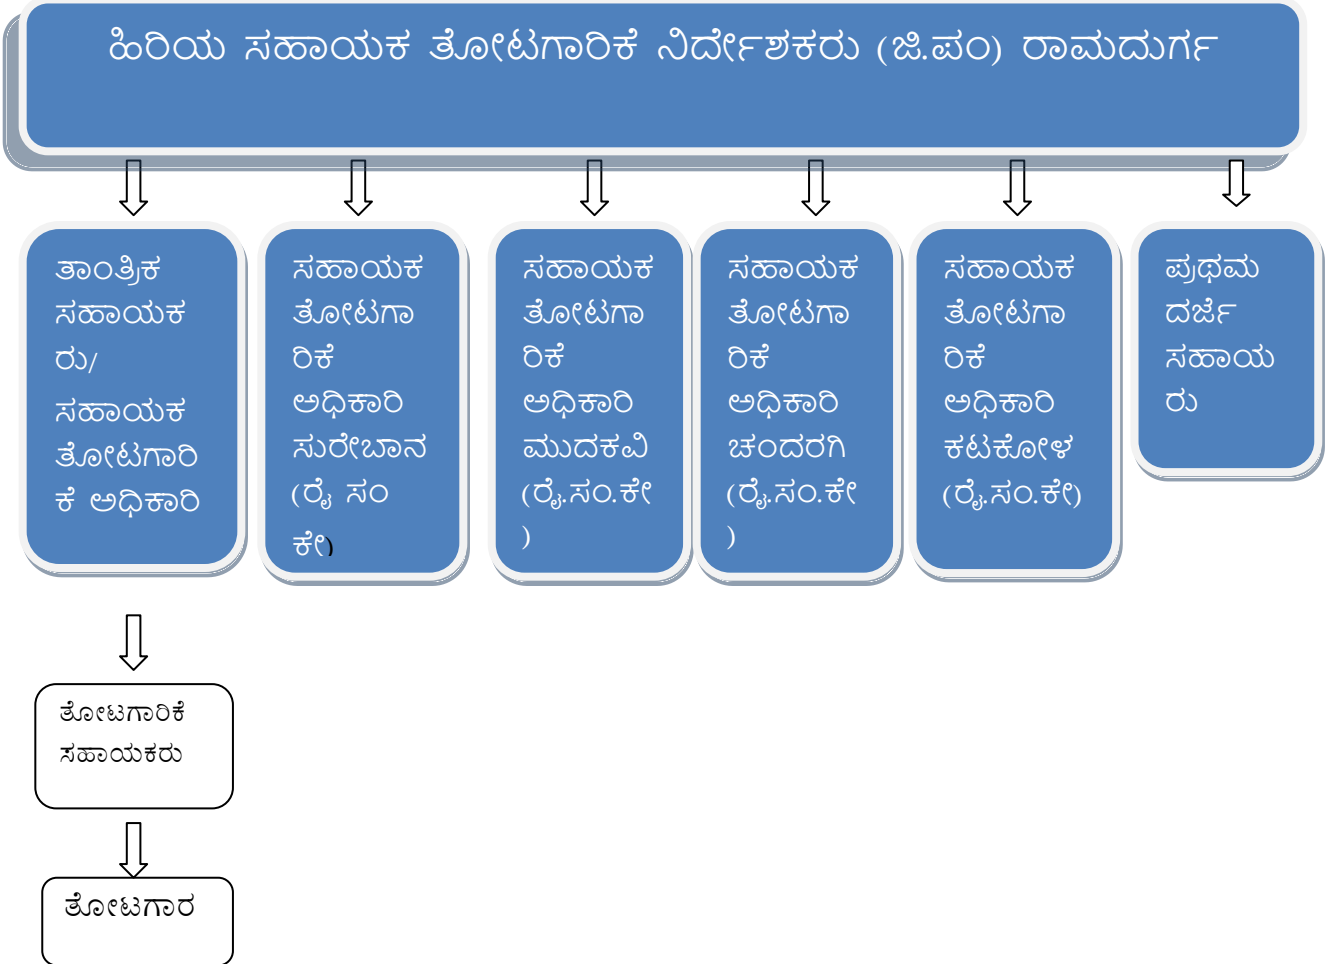 ಹಿರಿಯ ಸಹಾಯಕ ತೋಟಗಾರಿಕೆ ನಿರ್ದೇಶಕರು (ಜಿ.ಪಂ) ರಾಮದುರ್ಗ
ತಾಂತ್ರಿಕ
ಸಹಾಯಕ
ರು/
ಸಹಾಯಕ
ತೋಟಗಾರಿ
ಕೆ ಅಧಿಕಾರಿ
ಸಹಾಯಕ
ತೋಟಗಾ
ರಿಕೆ
ಅಧಿಕಾರಿ
ಸುರೇಬಾನ
(ರೈ ಸಂ
ಕೇ)
ಸಹಾಯಕ
ತೋಟಗಾ
ರಿಕೆ
ಅಧಿಕಾರಿ
ಮುದಕವಿ
(ರೈ.ಸಂ.ಕೇ
)
ಸಹಾಯಕ
ತೋಟಗಾ
ರಿಕೆ
ಅಧಿಕಾರಿ
ಚಂದರಗಿ
(ರೈ.ಸಂ.ಕೇ
)
ಸಹಾಯಕ
ತೋಟಗಾ
ರಿಕೆ
ಅಧಿಕಾರಿ
ಕಟಕೋಳ
(ರೈ.ಸಂ.ಕೇ)
ಪ್ರಥಮ
ದರ್ಜೆ
ಸಹಾಯ
ರು
ತೋಟಗಾರಿಕೆ
ಸಹಾಯಕರು
ತೋಟಗಾರ